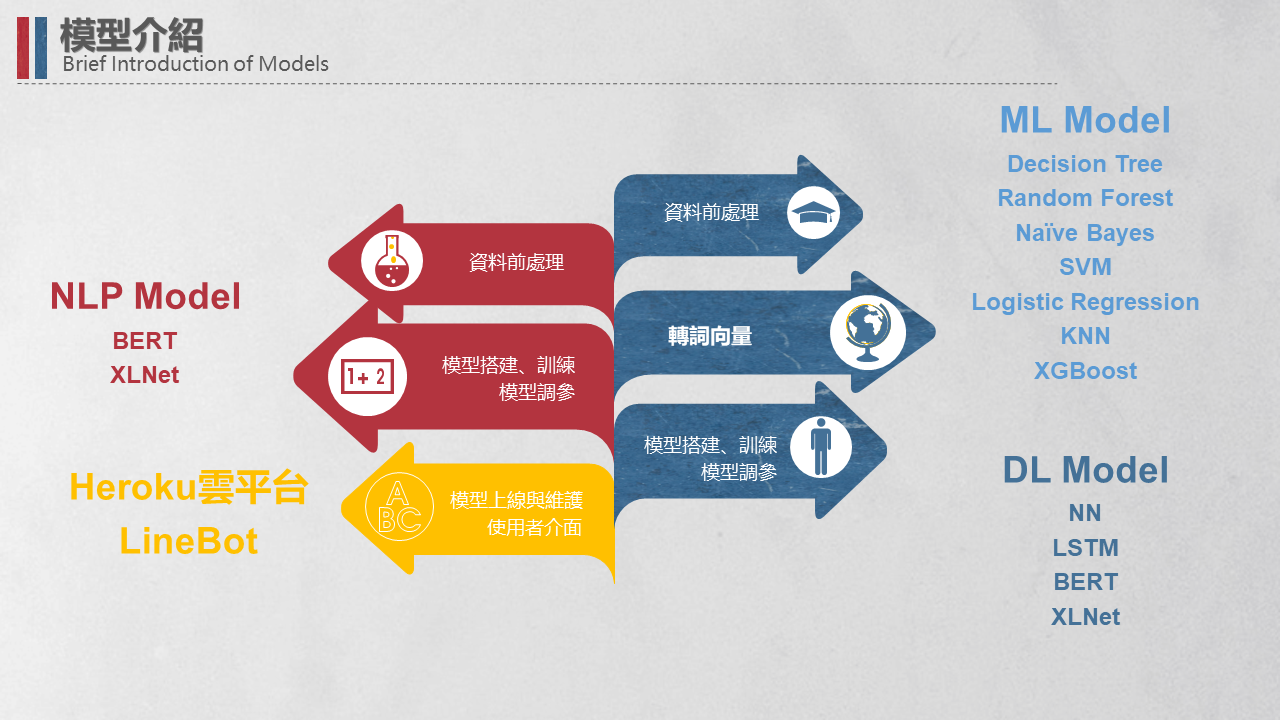 模型介紹
Brief Introduction of Models
NLP Model
BERT
XLNet
Heroku雲平台
LineBot
資料前處理
1+ 2
模型搭建、訓練
模型調參
A
BC
模型上線與維護
使用者介面
資料前處理
轉詞向量
模型搭建、訓練
模型調參
ML Model
Decision Tree
Random Forest
Naïve Bayes
SVM
Logistic Regression
KNN
XGBoost
DL Model
NN
LSTM
BERT
XLNet